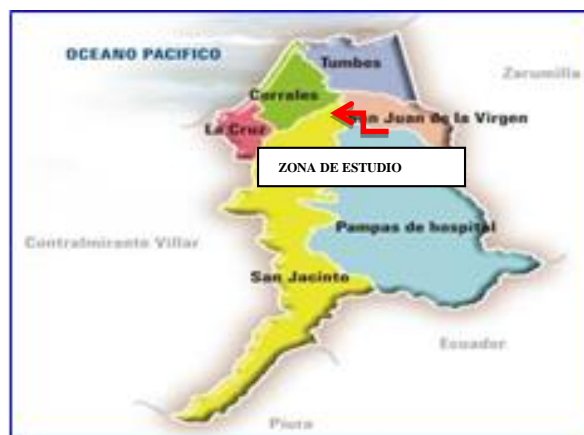 OCEANO PACIFICO
Tumbes
Zarumilla
Corrales
San Juan de la Virgen
La Cruz
ZONA DE ESTUDIO
Pampas de hospital
Contralmirante Villar
San Jacinto
Ecuador
Piura